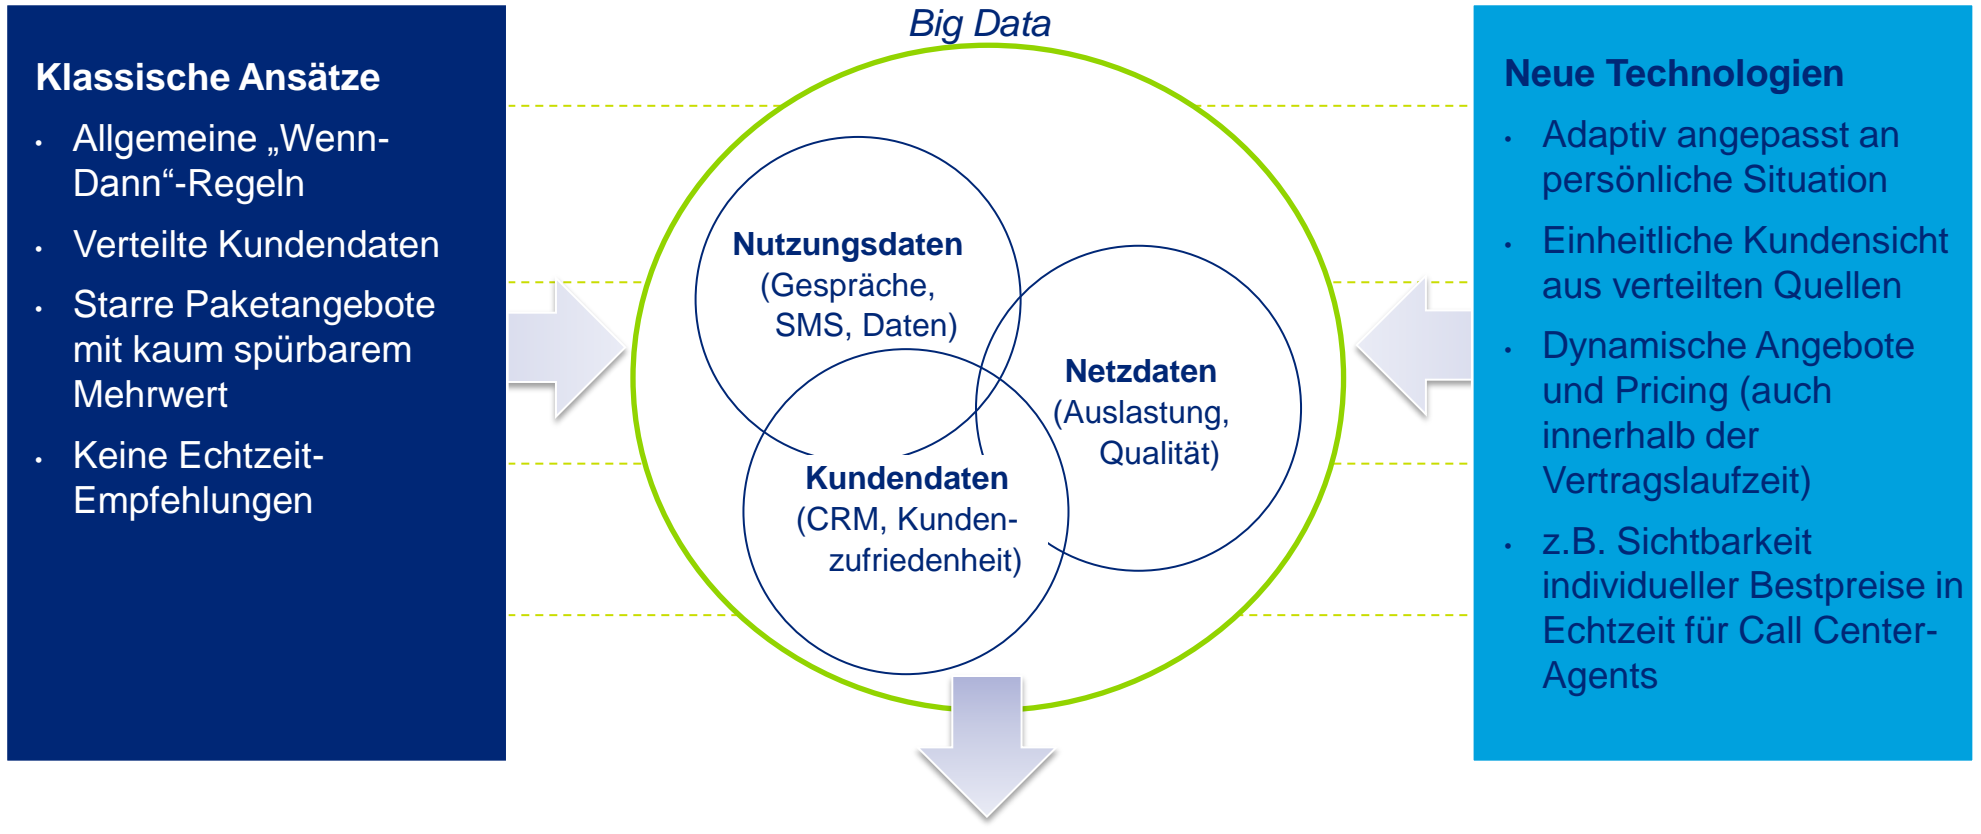 Big Data
Klassische Ansätze
• Allgemeine „Wenn-
Dann“-Regeln
• Verteilte Kundendaten
• Starre Paketangebote
mit kaum spürbarem
Mehrwert
• Keine Echtzeit-
Empfehlungen
Nutzungsdaten
(Gespräche,
SMS, Daten)
Netzdaten
(Auslastung,
Qualität)
Kundendaten
(CRM, Kunden-
zufriedenheit)
Neue Technologien
• Adaptiv angepasst an
persönliche Situation
• Einheitliche Kundensicht
aus verteilten Quellen
• Dynamische Angebote
und Pricing (auch
innerhalb der
Vertragslaufzeit)
• z.B. Sichtbarkeit
individueller Bestpreise in
Echtzeit für Call Center-
Agents